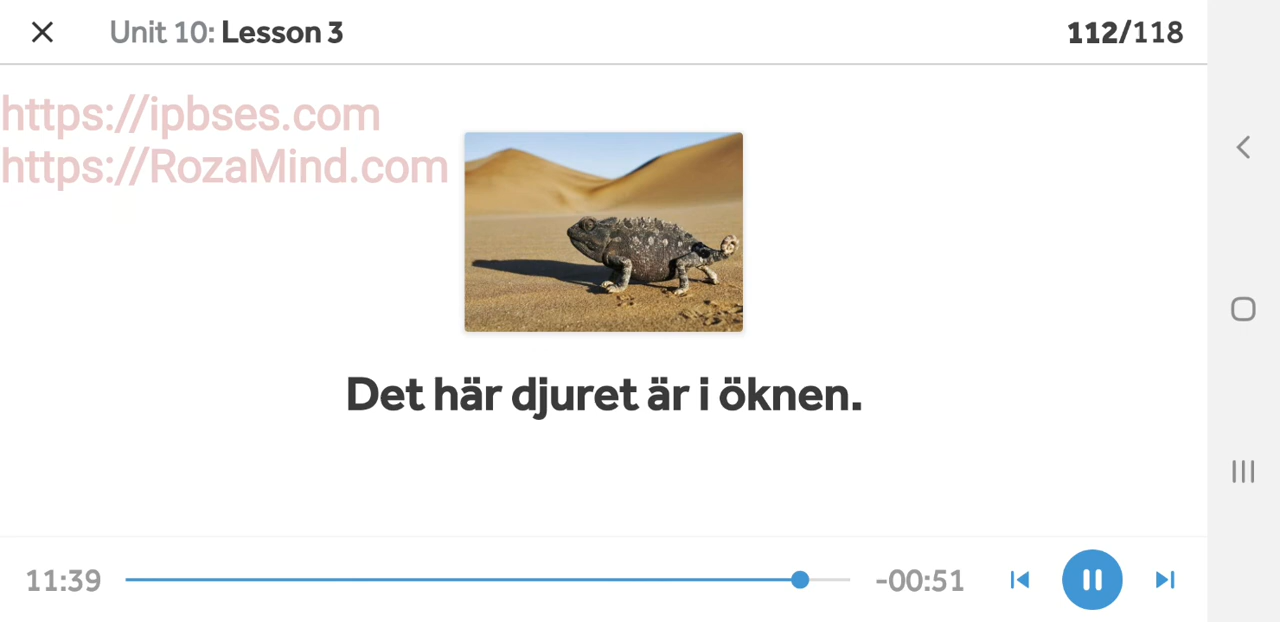 Unit 10: Lesson 3
112/118
https://ipbses.com
https://RozaMind.com
Det här djuret är i öknen.
11:39
-00:51